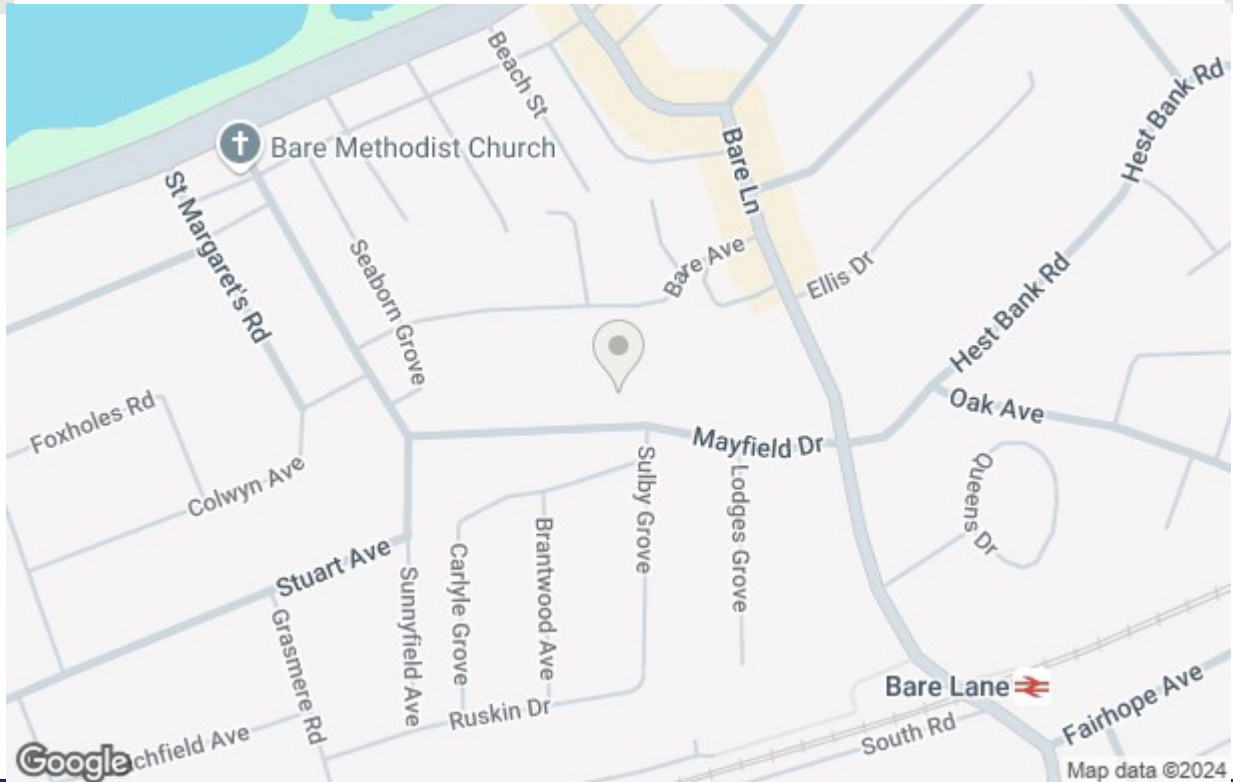 Beach St
Hest Bank Rd
Bare Methodist Church
Bare Ln
St Margaret's Rd
Seaborn Grove
Bare Ave
Ellis Dr
Hest Bank Rd
Foxholes Rd
Oak Ave
Mayfield Dr
Colwyn Ave
Sulby Grove
Lodges Grove
Queens Dr
Stuart Ave
Sunnyfield Ave
Carlyle Grove
Brantwood Ave
Grasmere Rd
Bare Lane
Ruskin Dr
Fairhope Ave
South Rd
chfield Ave
Google
Map data ©2024